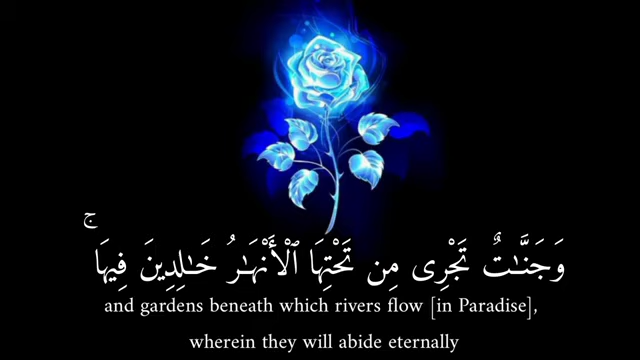 وَجَنَّـٰتٌ تَجْرِى مِن تَحْتِهَا ٱلْأَنْهَـٰرُ خَـٰلِدِينَ فِيهَا ۚ
and gardens beneath which rivers flow [in Paradise],
wherein they will abide eternally